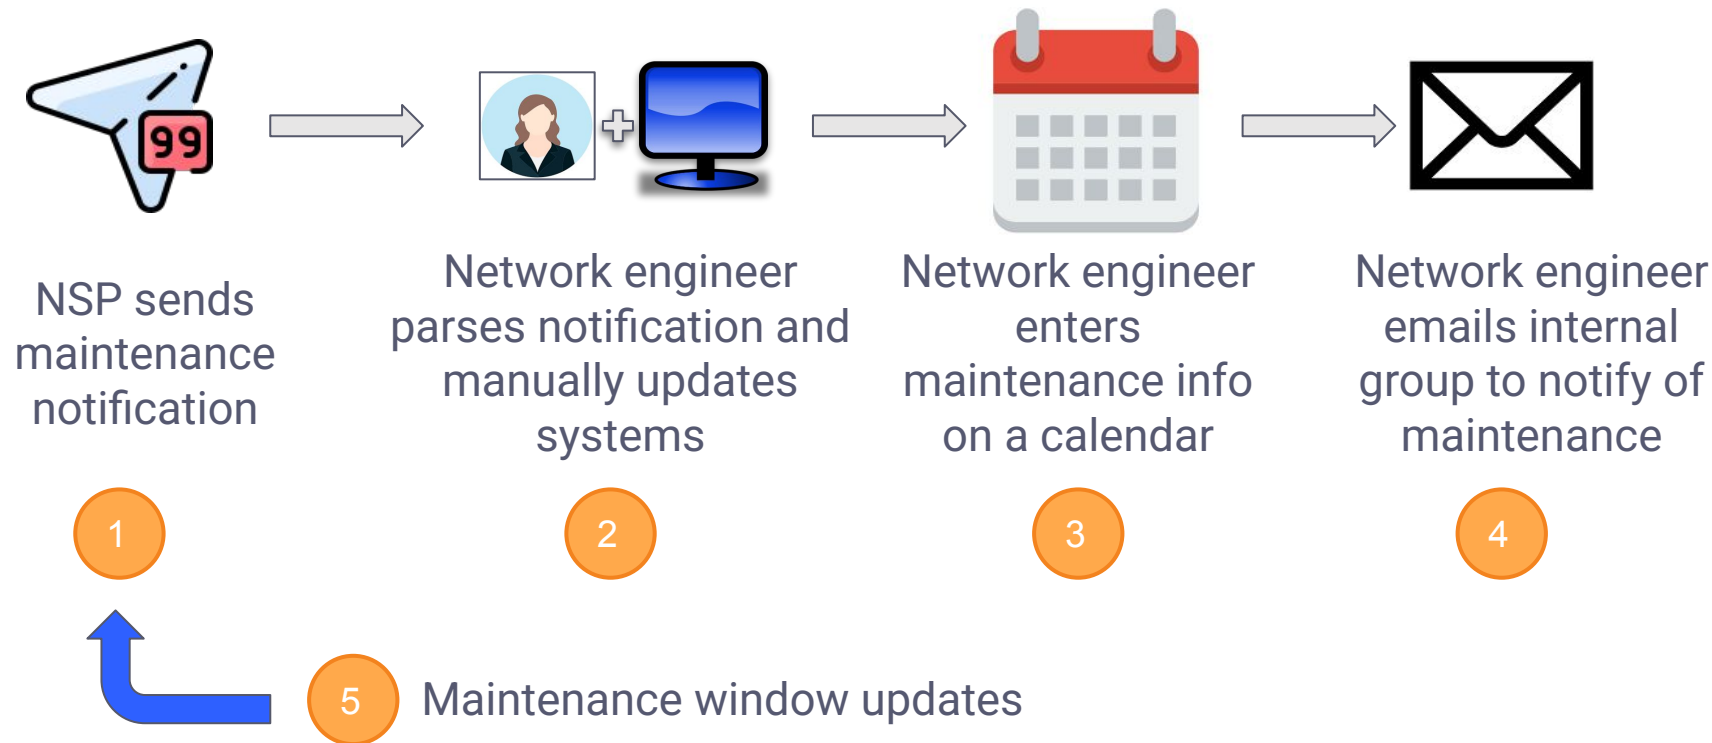 99
NSP sends
maintenance
notification
Network engineer
parses notification and
manually updates
systems
Network engineer
enters
maintenance info
on a calendar
Network engineer
emails internal
group to notify of
maintenance
1
2
3
4
5 Maintenance window updates